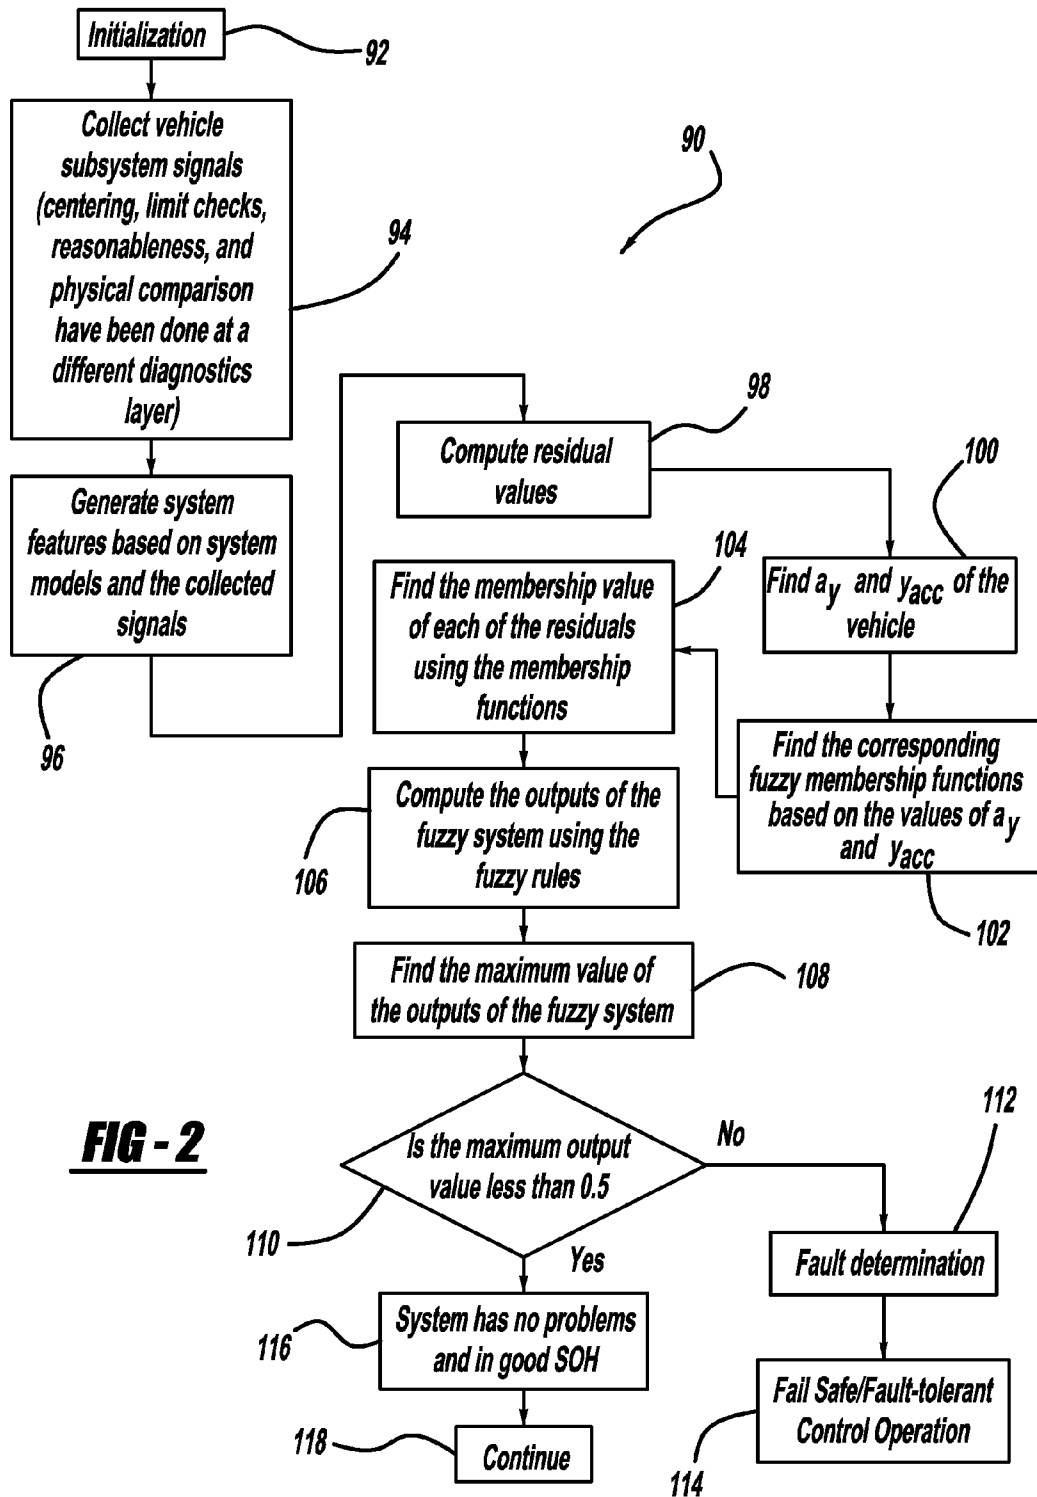 Initialization
92
Collect vehicle
subsystem signals
(centering, limit checks,
reasonableness, and
physical comparison
have been done at a
different diagnostics
layer)
94
90
Generate system
features based on system
models and the collected
signals
96
Compute residual
values
98
100
Find ay and yacc of the
vehicle
Find the corresponding
fuzzy membership functions
based on the values of ay
and yacc
102
104
Find the membership value
of each of the residuals
using the membership
functions
Compute the outputs of the
fuzzy system using the
fuzzy rules
106
Find the maximum value of
the outputs of the fuzzy system
108
FIG - 2
Is the maximum output
value less than 0.5
110
No
Yes
112
Fault determination
Fail Safe/Fault-tolerant
Control Operation
114
System has no problems
and in good SOH
116
Continue
118